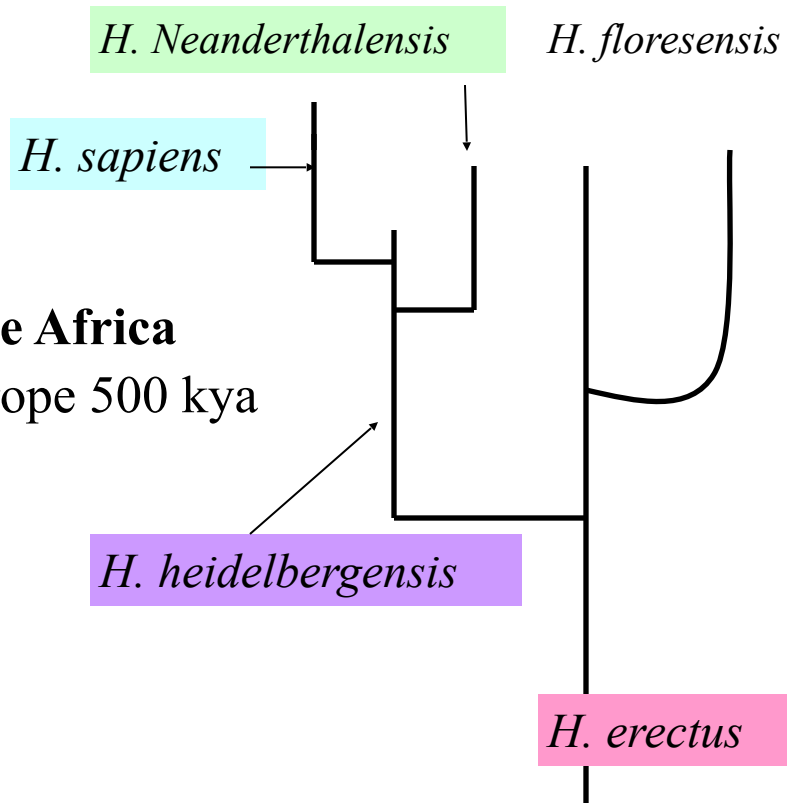 H. Neanderthalensis
H. floresensis
H. sapiens
e Africa
ope 500 kya
H. heidelbergensis
H. erectus